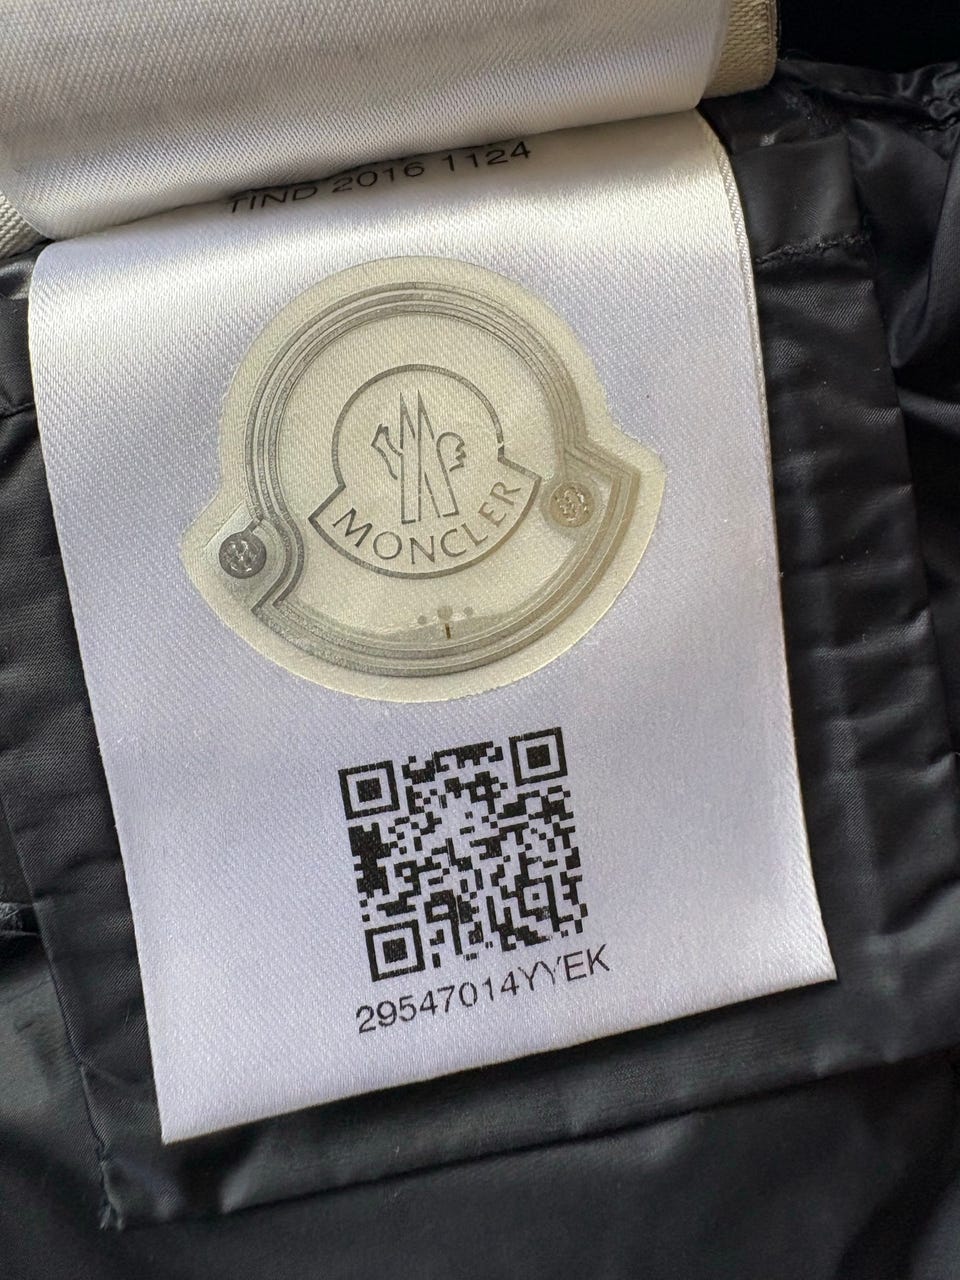 TIND 2016 1124
MONCLER
29547014YYEK